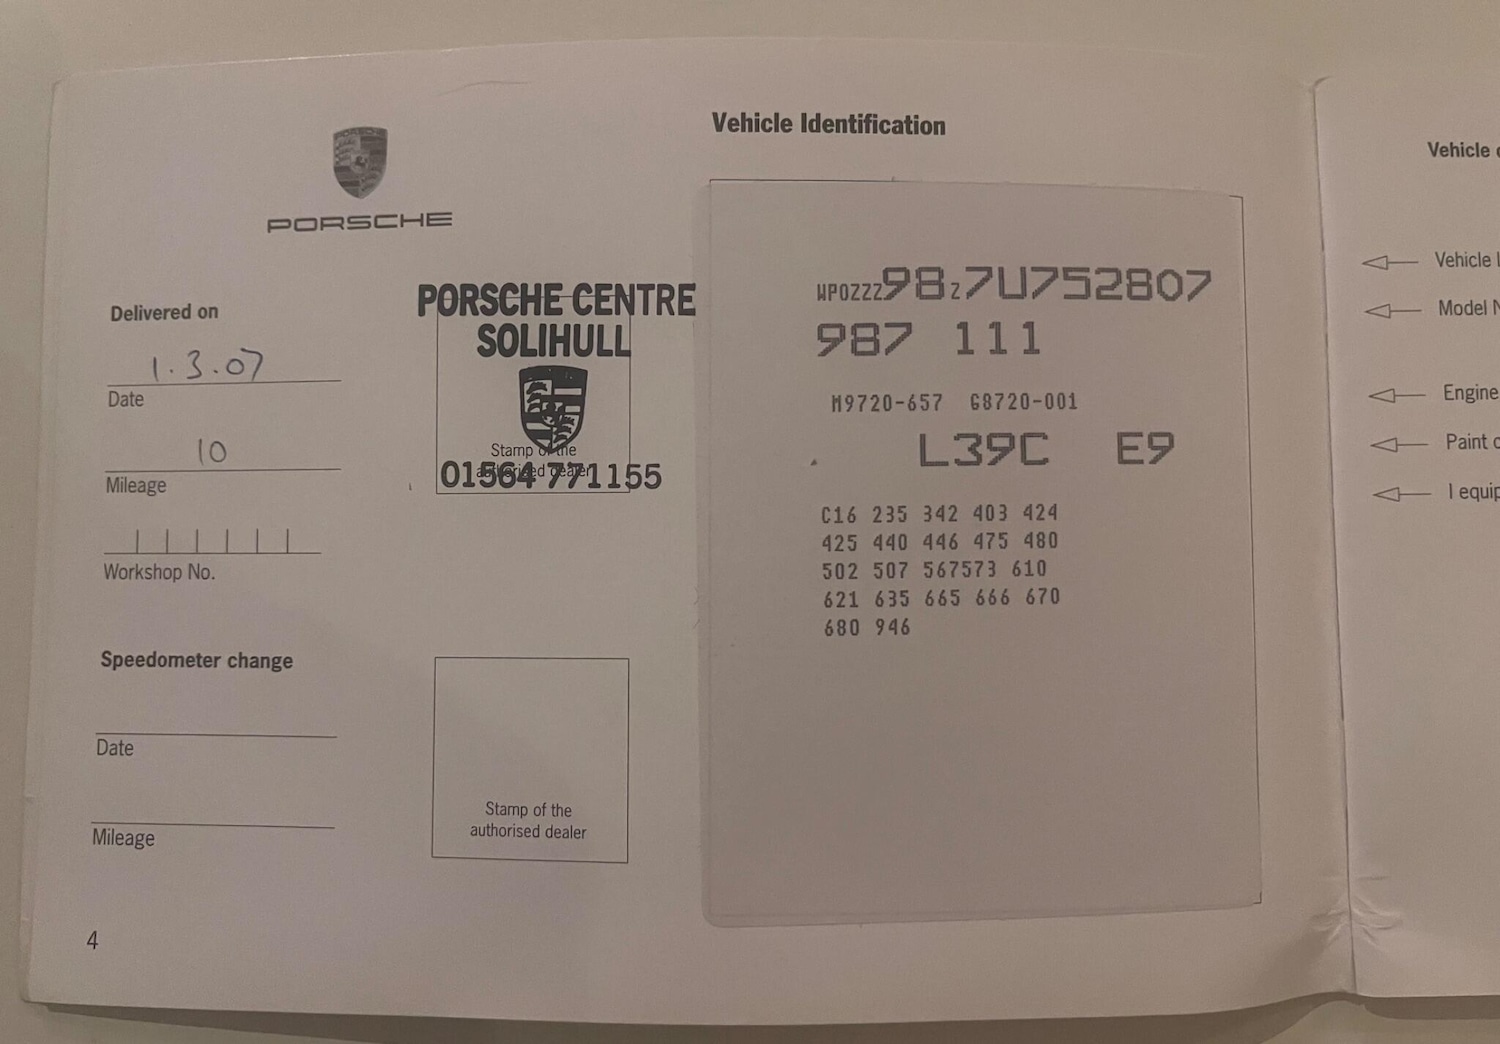 PORSCHE
PORSCHE
Delivered on
1.3.07
Date
10
Mileage
Workshop No.
PORSCHE CENTRE
SOLIHULL
Stamp of the
authorised dealer
01564 771155
Speedometer change
Date
Mileage
Stamp of the
authorised dealer
4
Vehicle Identification
WP0ZZZ98Z7U752807
987 111
M9720-657 G8720-001
L39C E9
C16 235 342 403 424
425 440 446 475 480
502 507 567573 610
621 635 665 666 670
680 946
Vehicle
Vehicle I
Model N
Engine
Paint c
I equip